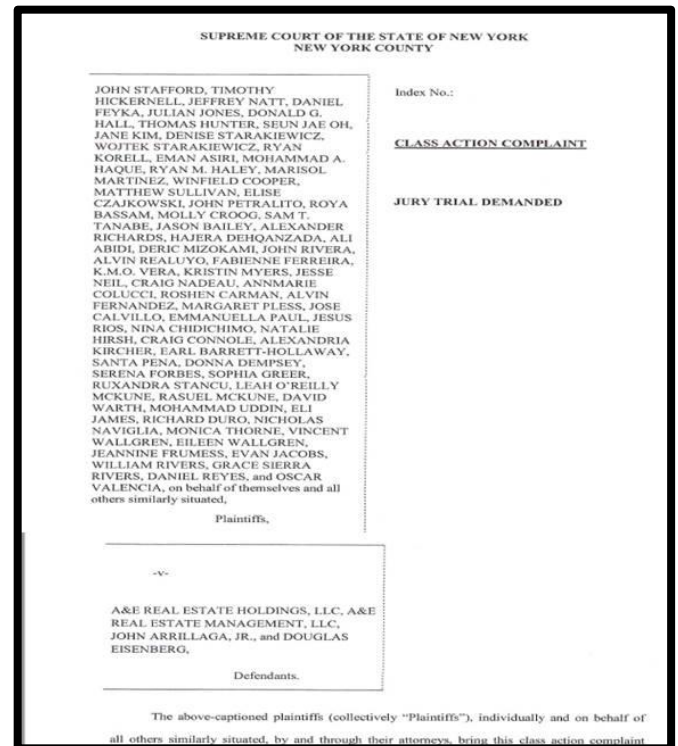 SUPREME COURT OF THE STATE OF NEW YORK
NEW YORK COUNTY
JOHN STAFFORD, TIMOTHY
HICKERNELL, JEFFREY NATT, DANIEL
FEYKA, JULIAN JONES, DONALD G.
HALL, THOMAS HUNTER, SEUN JAE OH,
JANE KIM, DENISE STARAKIEWICZ,
WOJTEK STARAKIEWICZ, RYAN
KORELL, EMAN ASIRI, MOHAMMAD A.
HAQUE, RYAN M. HALEY, MARISOL
MARTINEZ, WINFIELD COOPER,
MATTHEW SULLIVAN, ELISE
CZAJKOWSKI, JOHN PETRALITO, ROYA
BASSAM, MOLLY CROOG, SAM T.
TANABE, JASON BAILEY, ALEXANDER
RICHARDS, HAJERA DEHQANZADA, ALI
ABIDI, DERIC MIZOKAMI, JOHN RIVERA,
ALVIN REALUYO, FABIENNE FERREIRA,
K.M.O. VERA, KRISTIN MYERS, JESSE
NEIL, CRAIG NADEAU, ANNMARIE
COLUCCI, ROSHEN CARMAN, ALVIN
FERNANDEZ, MARGARET PLESS, JOSE
CALVILLO, EMMANUELLA PAUL, JESUS
RIOS, NINA CHIDICHIMO, NATALIE
HIRSH, CRAIG CONNOLE, ALEXANDRIA
KIRCHER, EARL BARRETT-HOLLAWAY,
SANTA PENA, DONNA DEMPSEY,
SERENA FORBES, SOPHIA GREER,
RUXANDRA STANCU, LEAH O'REILLY
MCKUNE, RASUEL MCKUNE, DAVID
WARTH, MOHAMMAD UDDIN, ELI
JAMES, RICHARD DURO, NICHOLAS
NAVIGLIA, MONICA THORNE, VINCENT
WALLGREN, EILEEN WALLGREN,
JEANNINE FRUMESS, EVAN JACOBS,
WILLIAM RIVERS, GRACE SIERRA
RIVERS, DANIEL REYES, and OSCAR
VALENCIA, on behalf of themselves and all
others similarly situated,
Plaintiffs,
-v-
A&E REAL ESTATE HOLDINGS, LLC, A&E
REAL ESTATE MANAGEMENT, LLC,
JOHN ARRILLAGA, JR., and DOUGLAS
EISENBERG,
Defendants.
Index No.:
CLASS ACTION COMPLAINT
JURY TRIAL DEMANDED
The above-captioned plaintiffs (collectively "Plaintiffs"), individually and on behalf of
all others similarly situated, by and through their attorneys, bring this class action complaint